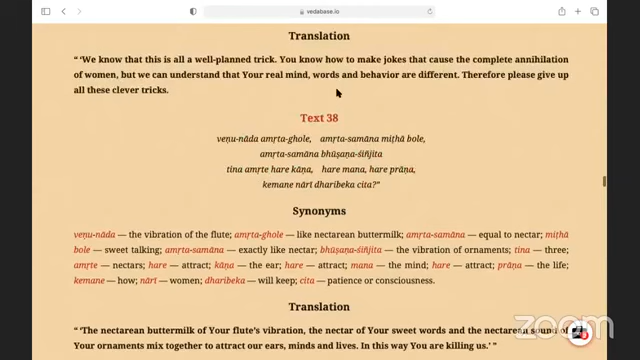 vedabase.io
Translation
“ ‘We know that this is all a well-planned trick. You know how to make jokes that cause the complete annihilation
of women, but we can understand that Your real mind, words and behavior are different. Therefore please give up
all these clever tricks.
Text 38
veṇu-nāda amṛta-ghole, amṛta-samāna miṭhā bole,
amṛta-samāna bhūṣaṇa-śiñjita
tina amṛte hare kāṇa, hare mana, hare prāṇa,
kemane nārī dharibeka cita?”
Synonyms
veṇu-nāda — the vibration of the flute; amṛta-ghole — like nectarean buttermilk; amṛta-samāna — equal to nectar; miṭhā
bole — sweet talking; amṛta-samāna — exactly like nectar; bhūṣaṇa-śiñjita — the vibration of ornaments; tina — three;
amṛte — nectars; hare — attract; kāṇa — the ear; hare — attract; mana — the mind; hare — attract; prāṇa — the life;
kemane — how; nārī — women; dharibeka — will keep; cita — patience or consciousness.
Translation
“ ‘The nectarean buttermilk of Your flute’s vibration, the nectar of Your sweet words and the nectarean sound of
Your ornaments mix together to attract our ears, minds and lives. In this way You are killing us.’ ”
zoom